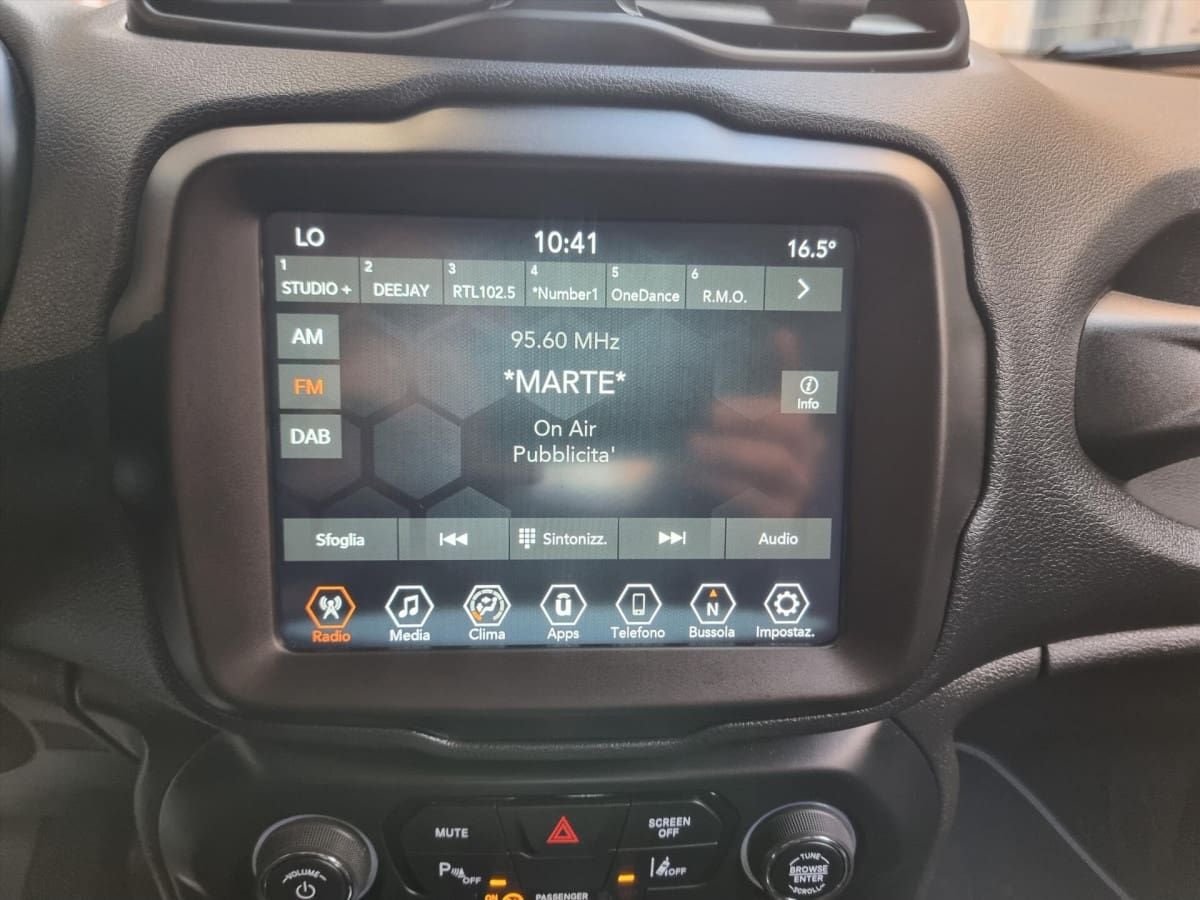 LO 10:41 16.5°
1 2 3 4 5 6
STUDIO + DEEJAY RTL102.5 *Number1 OneDance R.M.O.
AM
95.60 MHz
FM
*MARTE*
Info
DAB
On Air
Pubblicita'
Sfoglia Sintonizz. Audio
N
Radio Media Clima Apps Telefono Bussola Impostaz.
MUTE SCREEN OFF
P OFF OFF
VOLUME
TUNE
BROWSE
ENTER
SCROLL
ON PASSENGER